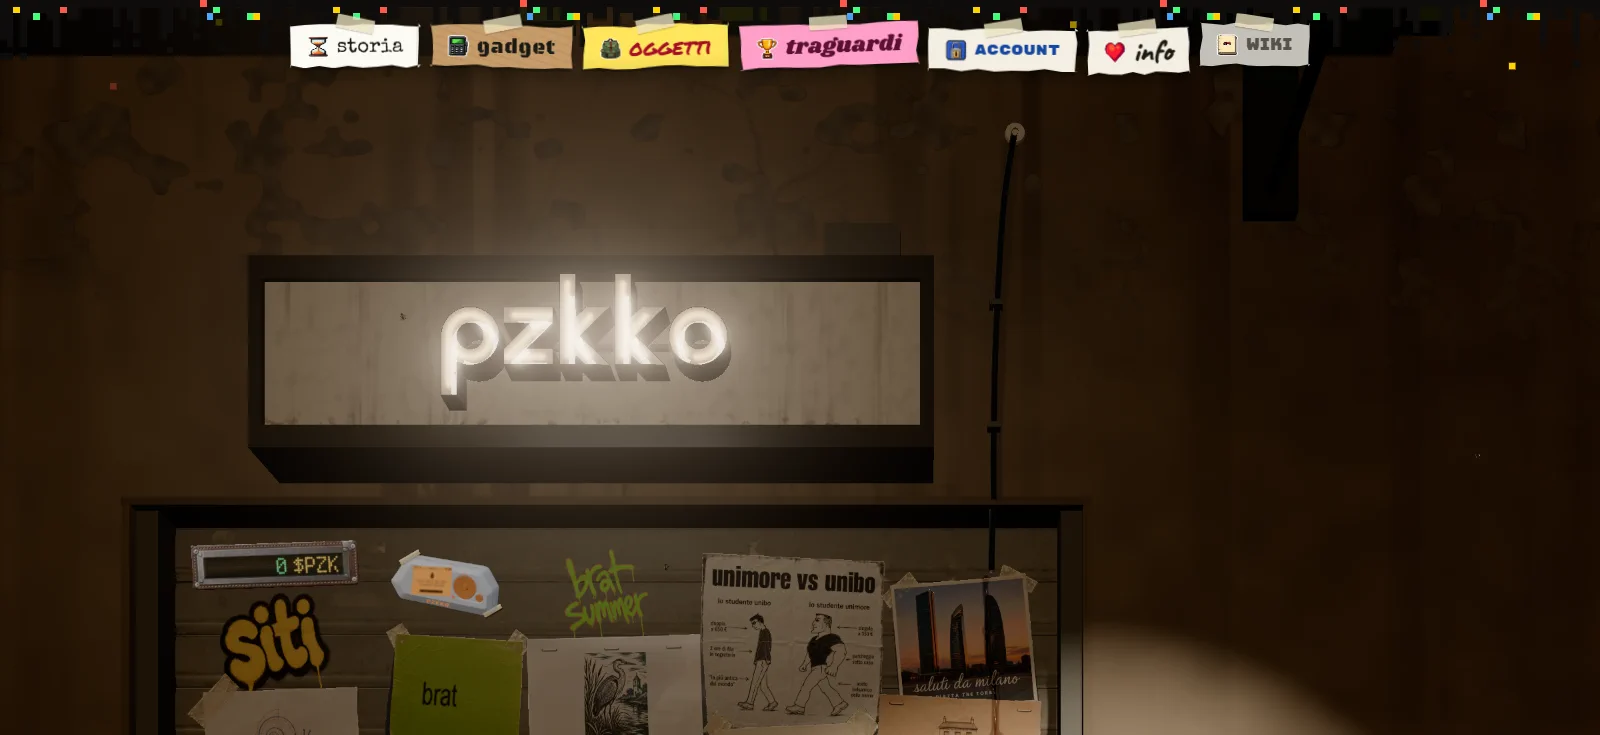 storia
gadget
OGGETTI
traguardi
ACCOUNT
info
WIKI
pzkko
0 $PZK
siti
brat summer
brat
unimore vs unibo
lo studente unibo
lo studente unimore
saluti da milano